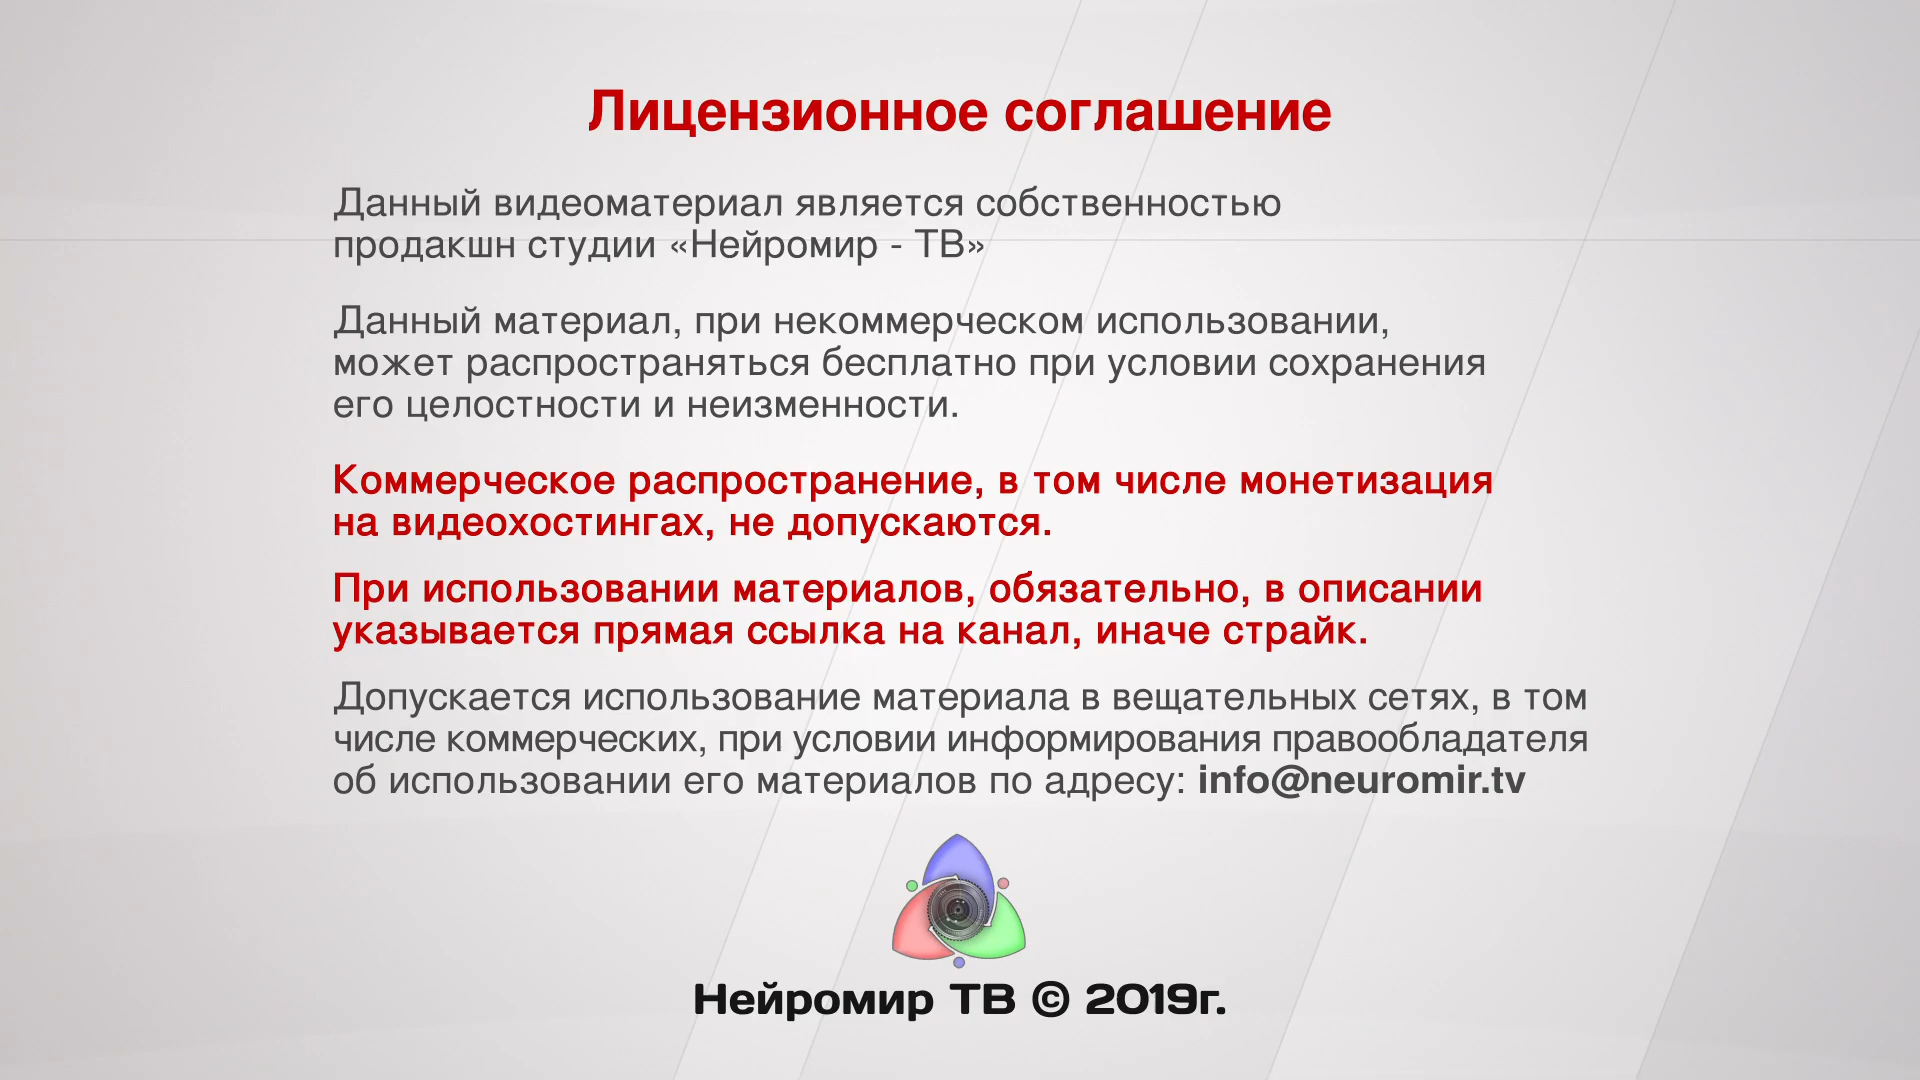 Лицензионное соглашение
Данный видеоматериал является собственностью
продакшн студии «Нейромир - ТВ»
Данный материал, при некоммерческом использовании,
может распространяться бесплатно при условии сохранения
его целостности и неизменности.
Коммерческое распространение, в том числе монетизация
на видеохостингах, не допускаются.
При использовании материалов, обязательно, в описании
указывается прямая ссылка на канал, иначе страйк.
Допускается использование материала в вещательных сетях, в том
числе коммерческих, при условии информирования правообладателя
об использовании его материалов по адресу: info@neuromir.tv
Нейромир ТВ © 2019г.